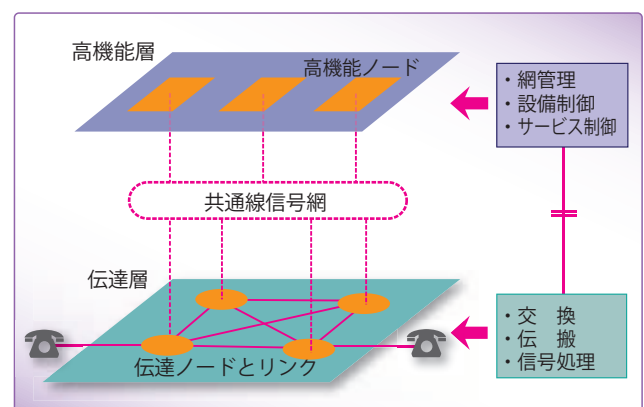 高機能層
高機能ノード
・網管理
・設備制御
・サービス制御
共通線信号網
伝達層
・交　換
・伝　搬
・信号処理
伝達ノードとリンク